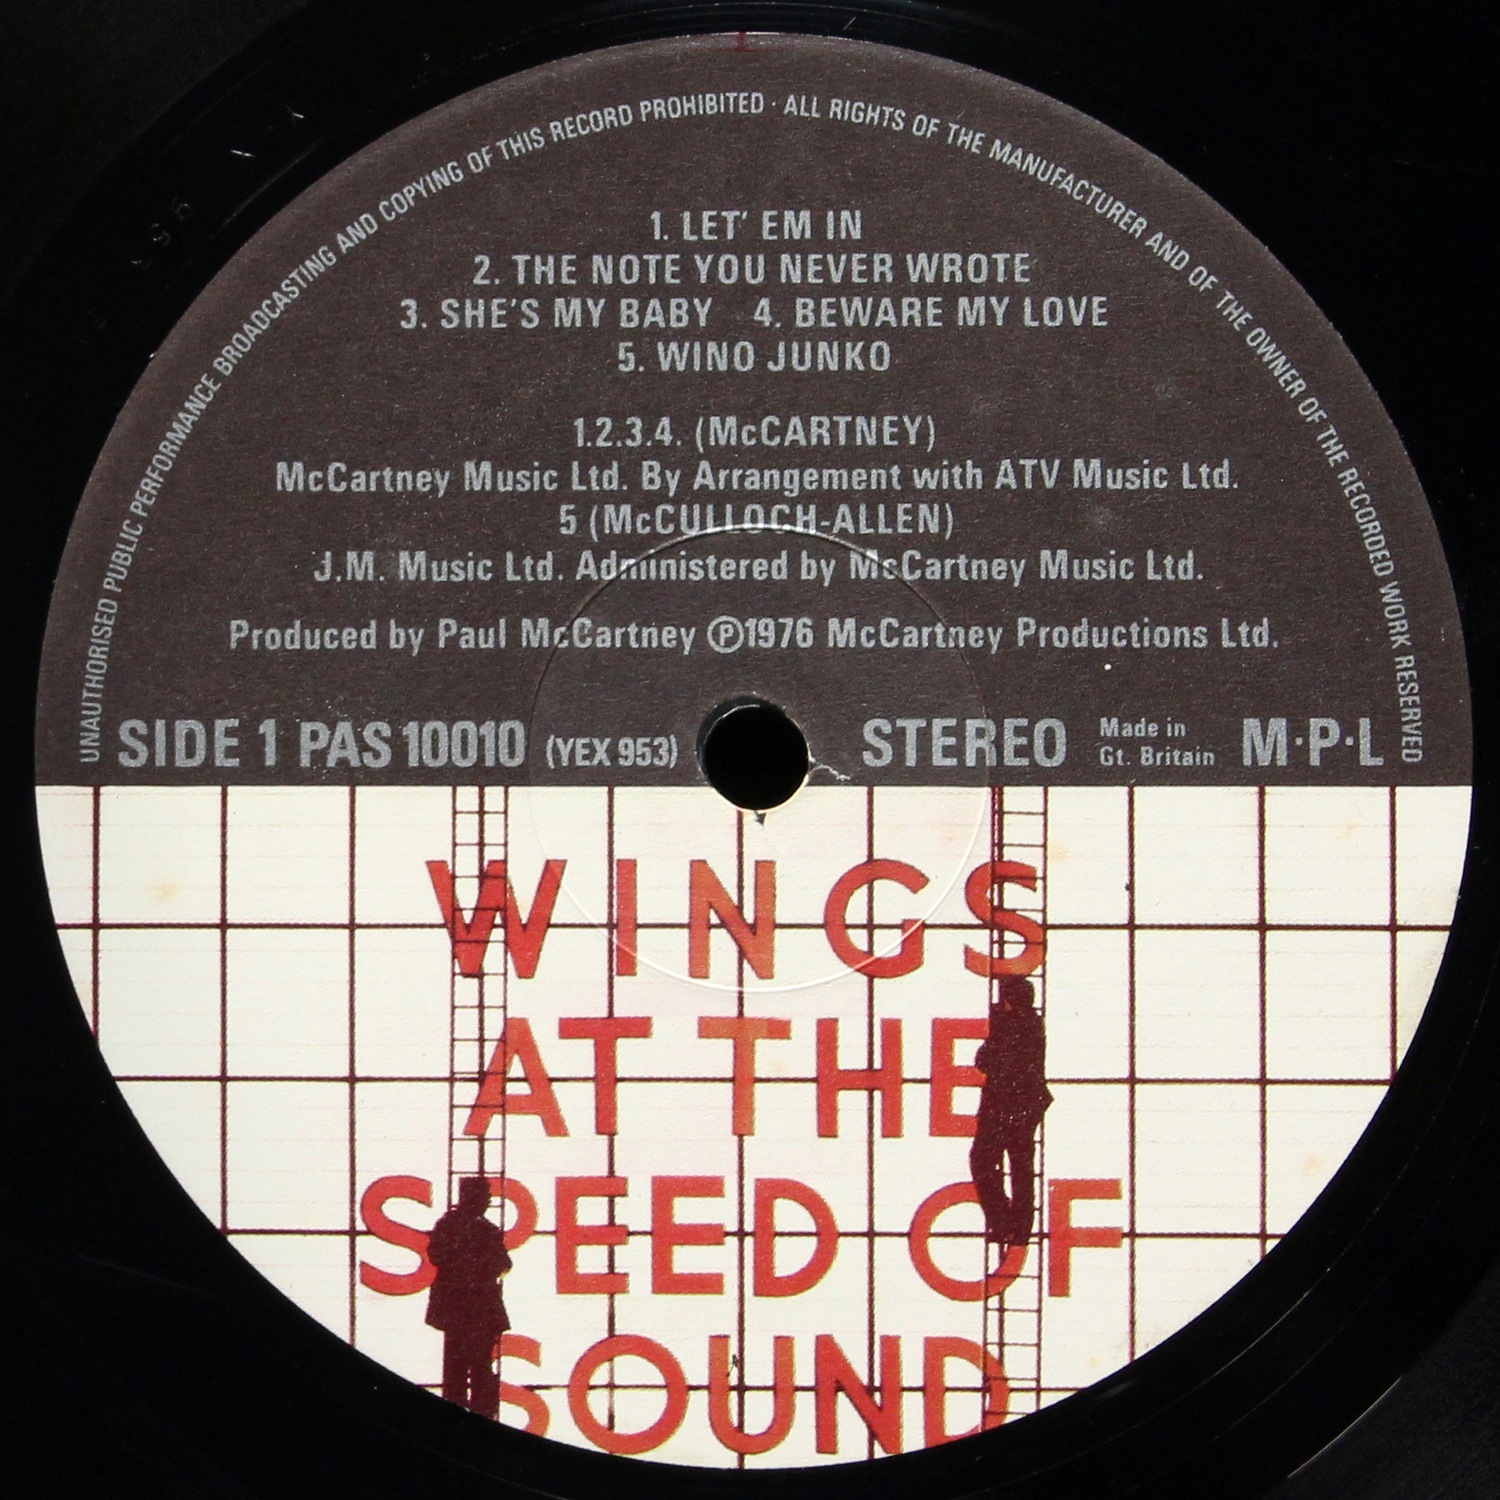 UNAUTHORISED PUBLIC PERFORMANCE BROADCASTING AND COPYING OF THIS RECORD PROHIBITED · ALL RIGHTS OF THE MANUFACTURER AND OF THE OWNER OF THE RECORDED WORK RESERVED
1. LET' EM IN
2. THE NOTE YOU NEVER WROTE
3. SHE'S MY BABY 4. BEWARE MY LOVE
5. WINO JUNKO
1.2.3.4. (McCARTNEY)
McCartney Music Ltd. By Arrangement with ATV Music Ltd.
5 (McCULLOCH-ALLEN)
J.M. Music Ltd. Administered by McCartney Music Ltd.
Produced by Paul McCartney ℗1976 McCartney Productions Ltd.
SIDE 1 PAS 10010 (YEX 953) STEREO Made in Gt. Britain M·P·L
WINGS
AT THE
SPEED OF
SOUND